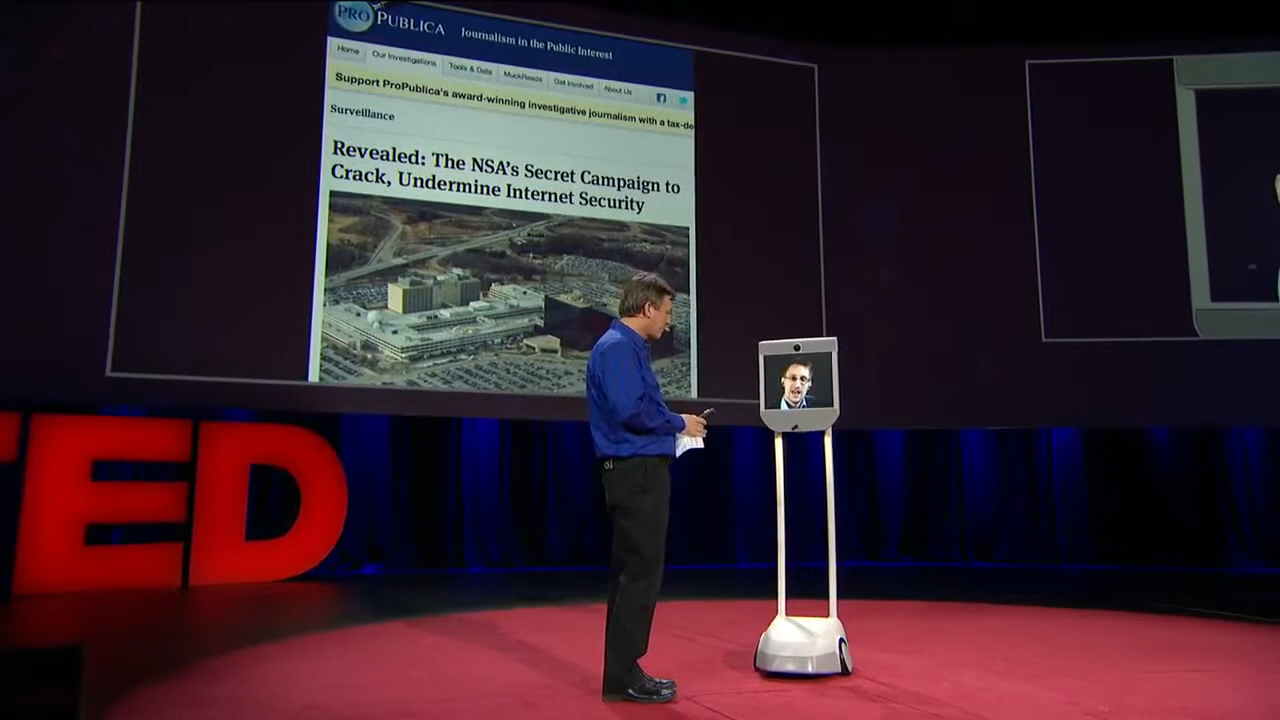 PRO PUBLICA Journalism in the Public Interest
Home Our Investigations Tools & Data MuckReads Get Involved About Us
Support ProPublica's award-winning investigative journalism with a tax-de
Surveillance
Revealed: The NSA's Secret Campaign to
Crack, Undermine Internet Security
TED